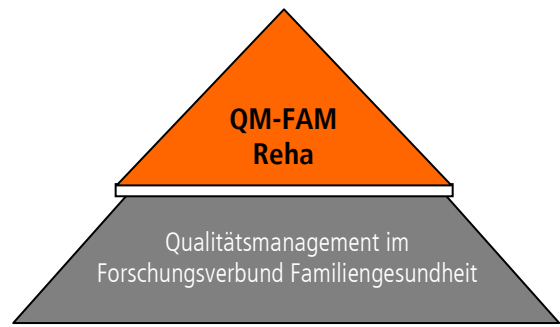 QM-FAM
Reha
Qualitätsmanagement im
Forschungsverbund Familiengesundheit